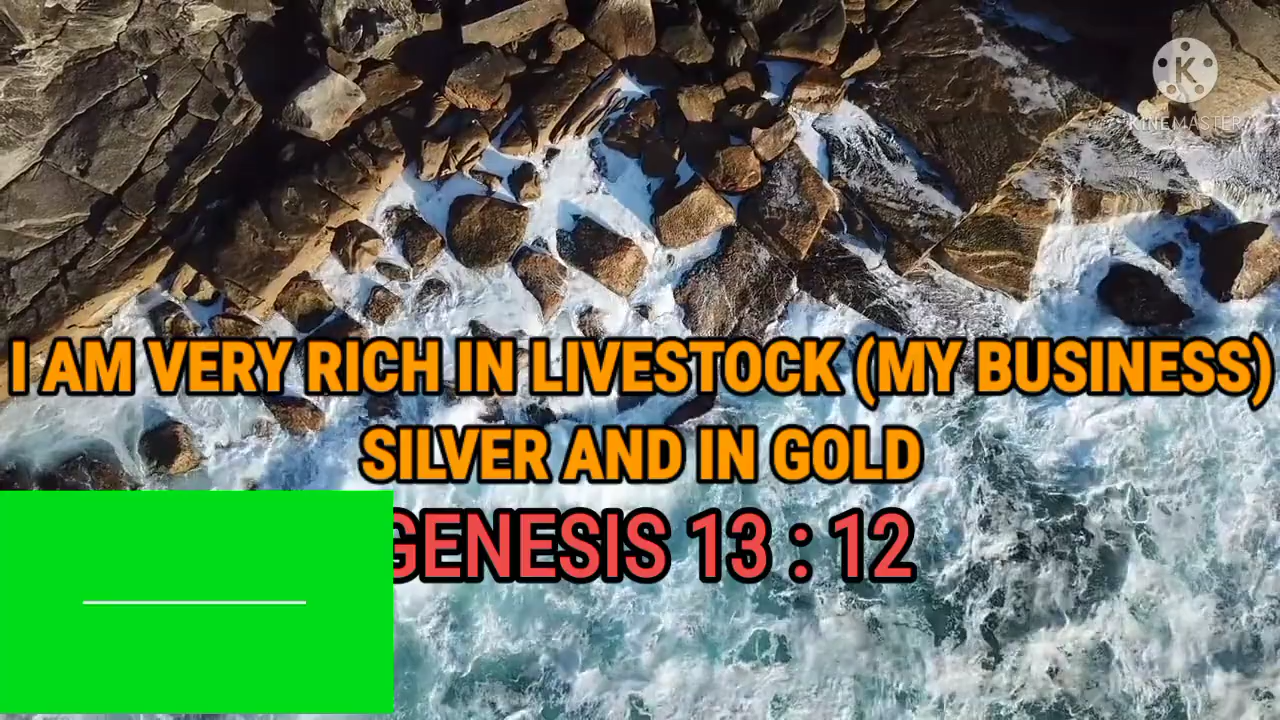 K
KINEMASTER
I AM VERY RICH IN LIVESTOCK (MY BUSINESS)
SILVER AND IN GOLD
GENESIS 13 : 12